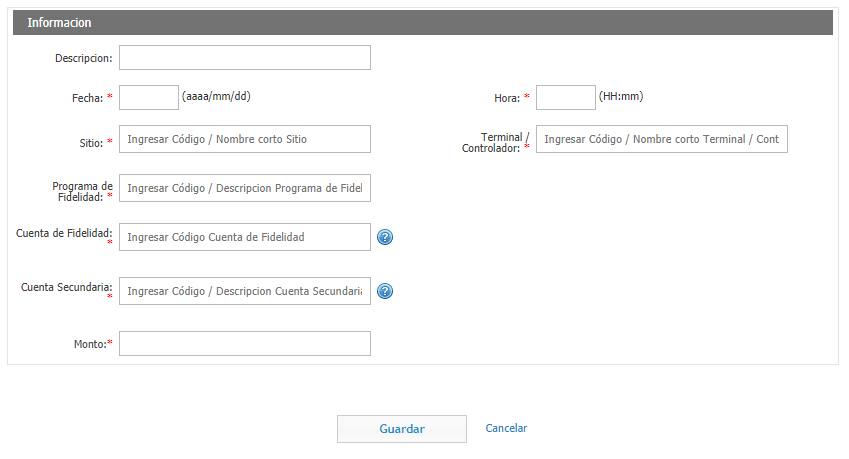 Informacion
Descripcion:
Fecha: * (aaaa/mm/dd)
Hora: * (HH:mm)
Sitio: * Ingresar Código / Nombre corto Sitio
Terminal /
Controlador: * Ingresar Código / Nombre corto Terminal / Cont
Programa de
Fidelidad: * Ingresar Código / Descripcion Programa de Fidel
Cuenta de Fidelidad:
* Ingresar Código Cuenta de Fidelidad ?
Cuenta Secundaria:
* Ingresar Código / Descripcion Cuenta Secundaria ?
Monto:*
Guardar Cancelar